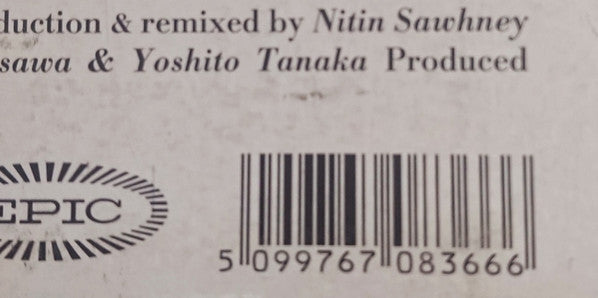 duction & remixed by Nitin Sawhney
sawa & Yoshito Tanaka Produced
EPIC
5 099767 083666